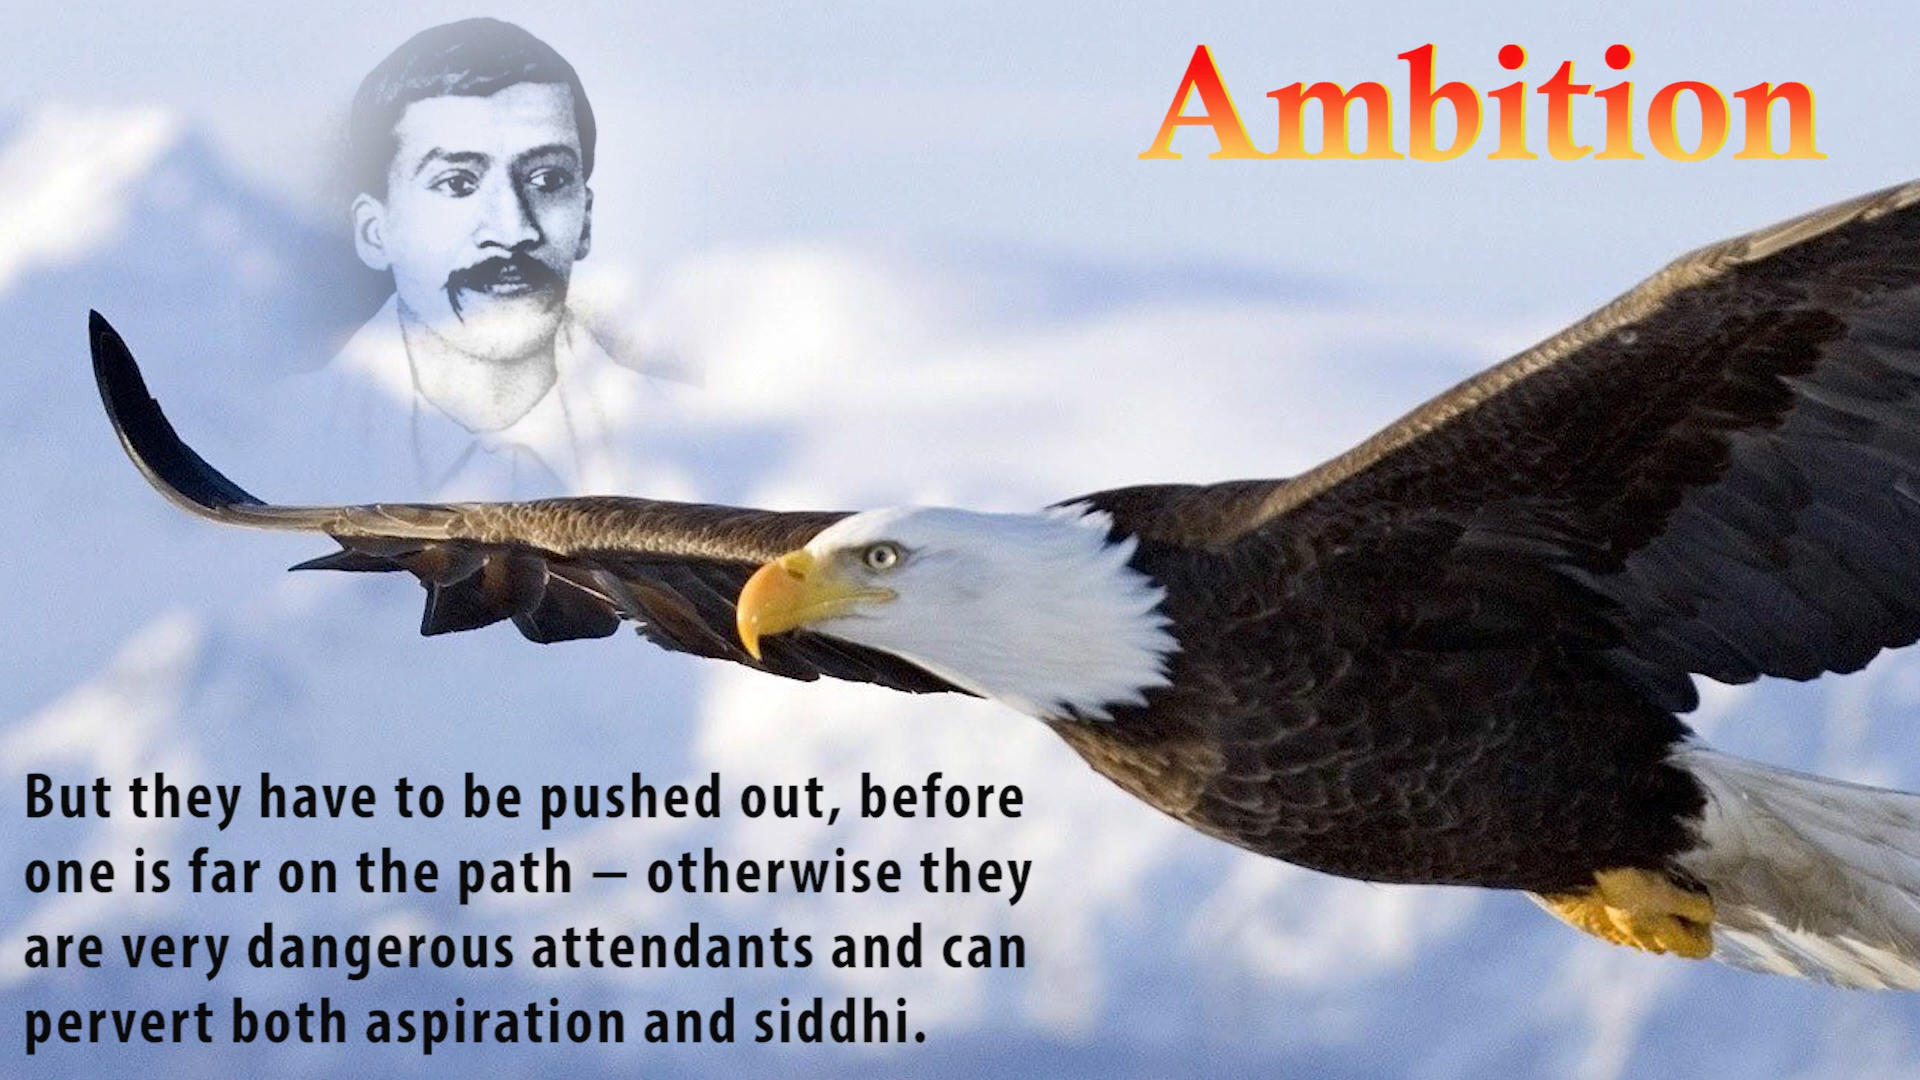 Ambition
But they have to be pushed out, before
one is far on the path – otherwise they
are very dangerous attendants and can
pervert both aspiration and siddhi.